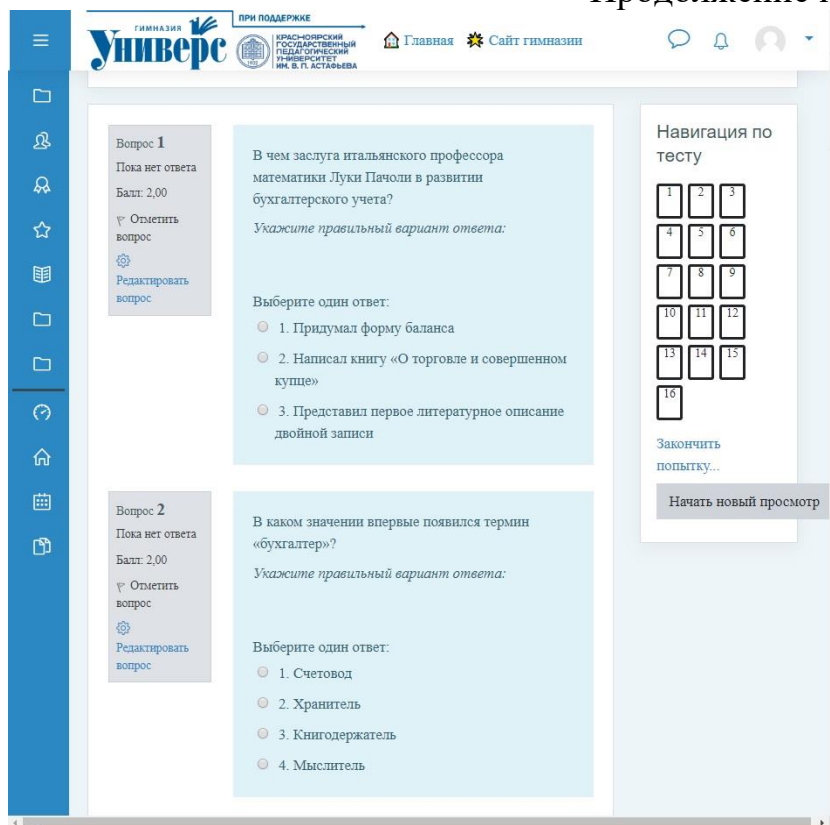 Продолжение
ГИМНАЗИЯ
Универс
ПРИ ПОДДЕРЖКЕ
КРАСНОЯРСКИЙ
ГОСУДАРСТВЕННЫЙ
ПЕДАГОГИЧЕСКИЙ
УНИВЕРСИТЕТ
ИМ. В. П. АСТАФЬЕВА
Главная
Сайт гимназии
Вопрос 1
Пока нет ответа
Балл: 2,00
Отметить
вопрос
Редактировать
вопрос
В чем заслуга итальянского профессора
математики Луки Пачоли в развитии
бухгалтерского учета?
Укажите правильный вариант ответа:
Выберите один ответ:
1. Придумал форму баланса
2. Написал книгу «О торговле и совершенном
купце»
3. Представил первое литературное описание
двойной записи
Вопрос 2
Пока нет ответа
Балл: 2,00
Отметить
вопрос
Редактировать
вопрос
В каком значении впервые появился термин
«бухгалтер»?
Укажите правильный вариант ответа:
Выберите один ответ:
1. Счетовод
2. Хранитель
3. Книгодержатель
4. Мыслитель
Навигация по
тесту
1 2 3
4 5 6
7 8 9
10 11 12
13 14 15
16
Закончить
попытку...
Начать новый просмотр